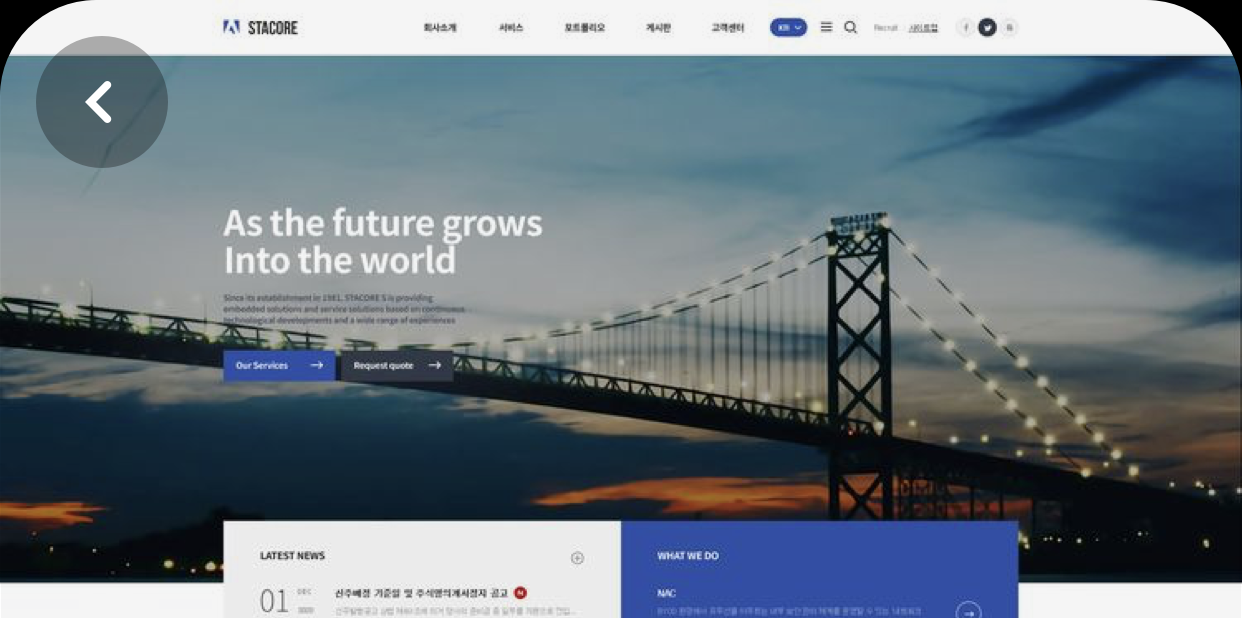 STACORE
회사소개 서비스 포트폴리오 게시판 고객센터 KR Recruit 사이트맵
As the future grows
Into the world
Since its establishment in 1981, STACORE S is providing
embedded solutions and service solutions based on continuous
technological developments and a wide range of experiences
Our Services
Request quote
LATEST NEWS
WHAT WE DO
01 DEC
신주배정 기준일 및 주식명의개서정지 공고 N
NAC